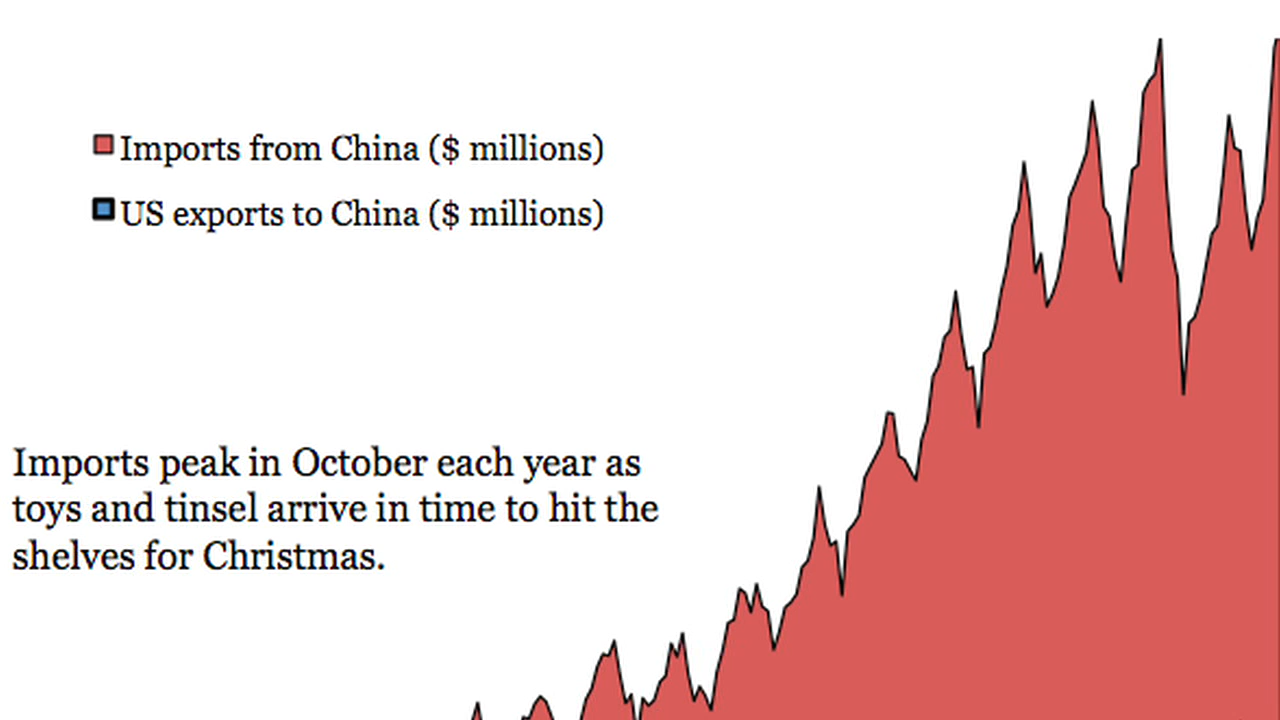 Imports from China ($ millions)
US exports to China ($ millions)
Imports peak in October each year as
toys and tinsel arrive in time to hit the
shelves for Christmas.